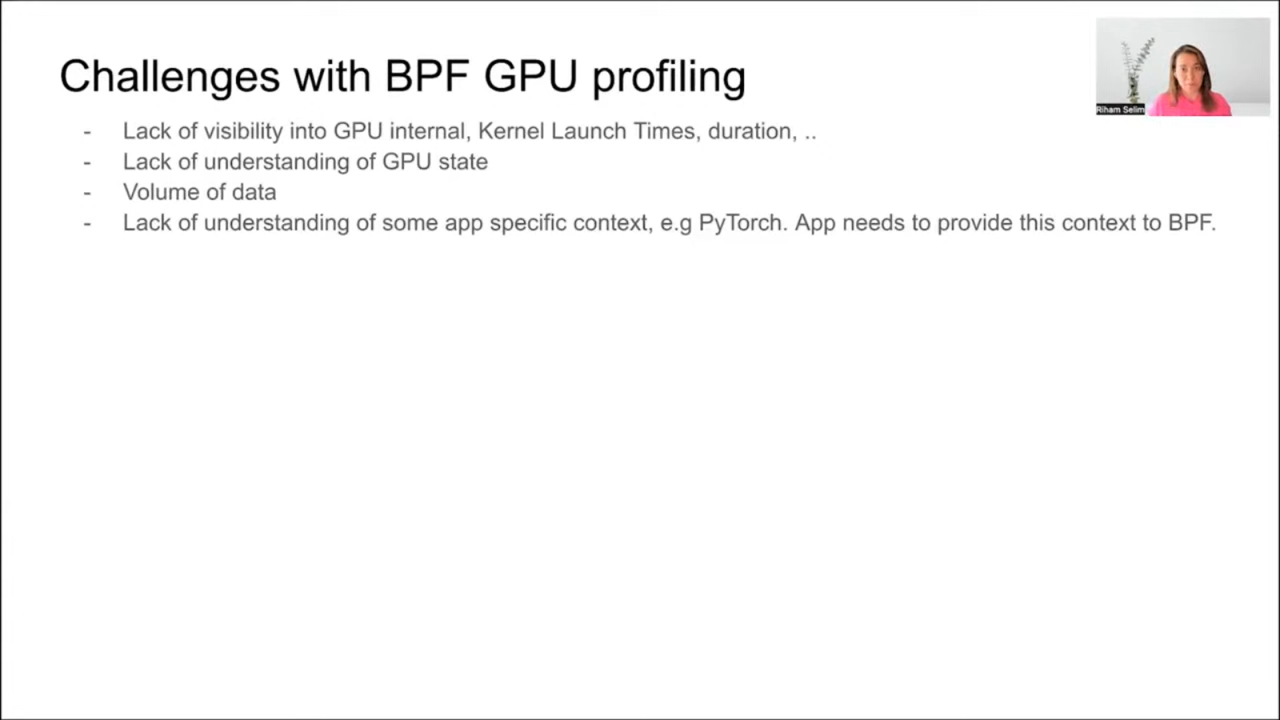 Challenges with BPF GPU profiling
Riham Selim
- Lack of visibility into GPU internal, Kernel Launch Times, duration, ..
- Lack of understanding of GPU state
- Volume of data
- Lack of understanding of some app specific context, e.g PyTorch. App needs to provide this context to BPF.